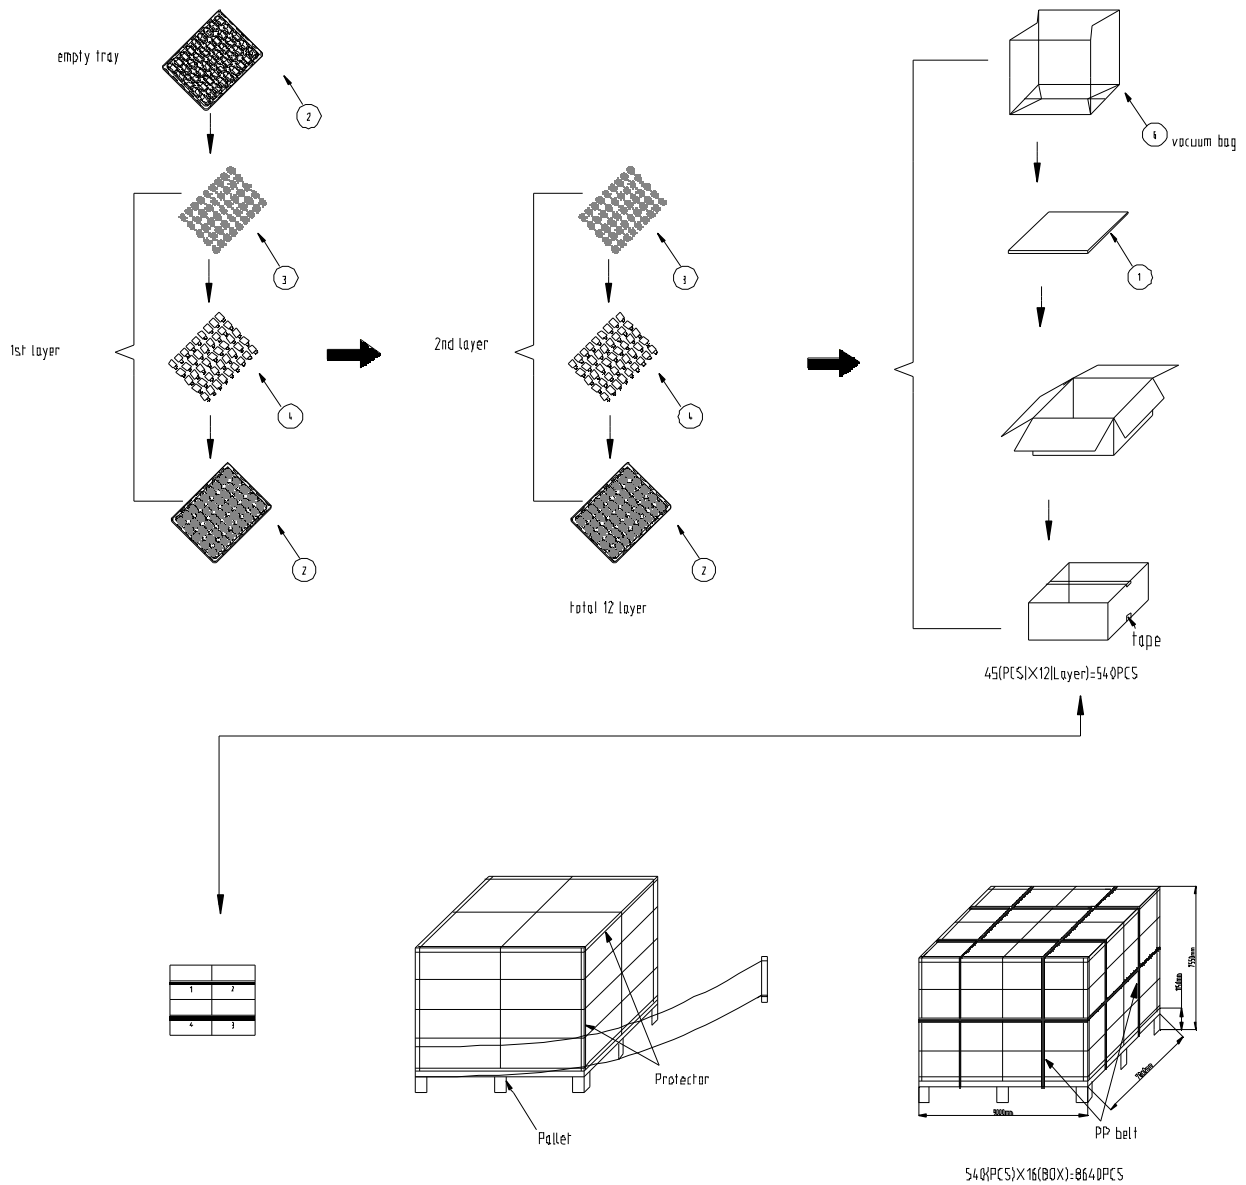 empty tray
2
6
vacuum bag
3
3
1
1st layer
2nd layer
4
4
2
2
total 12 layer
tape
45(PCS)X12(Layer)=540PCS
1 2
4 3
Protector
Pallet
PP belt
540(PCS)X16(BOX)=8640PCS